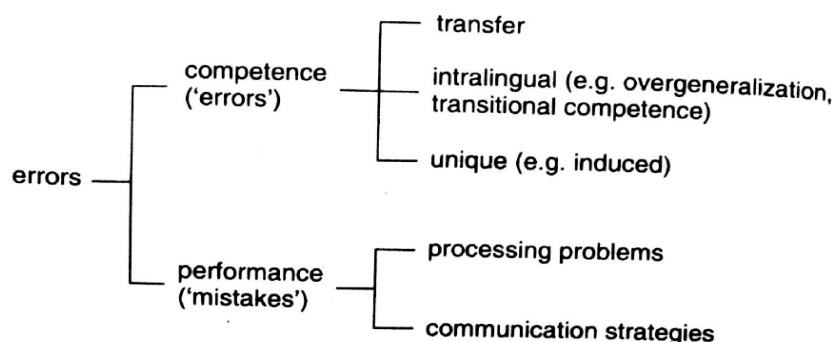 transfer
competence
('errors')
intralingual (e.g. overgeneralization,
transitional competence)
unique (e.g. induced)
errors
performance
('mistakes')
processing problems
communication strategies